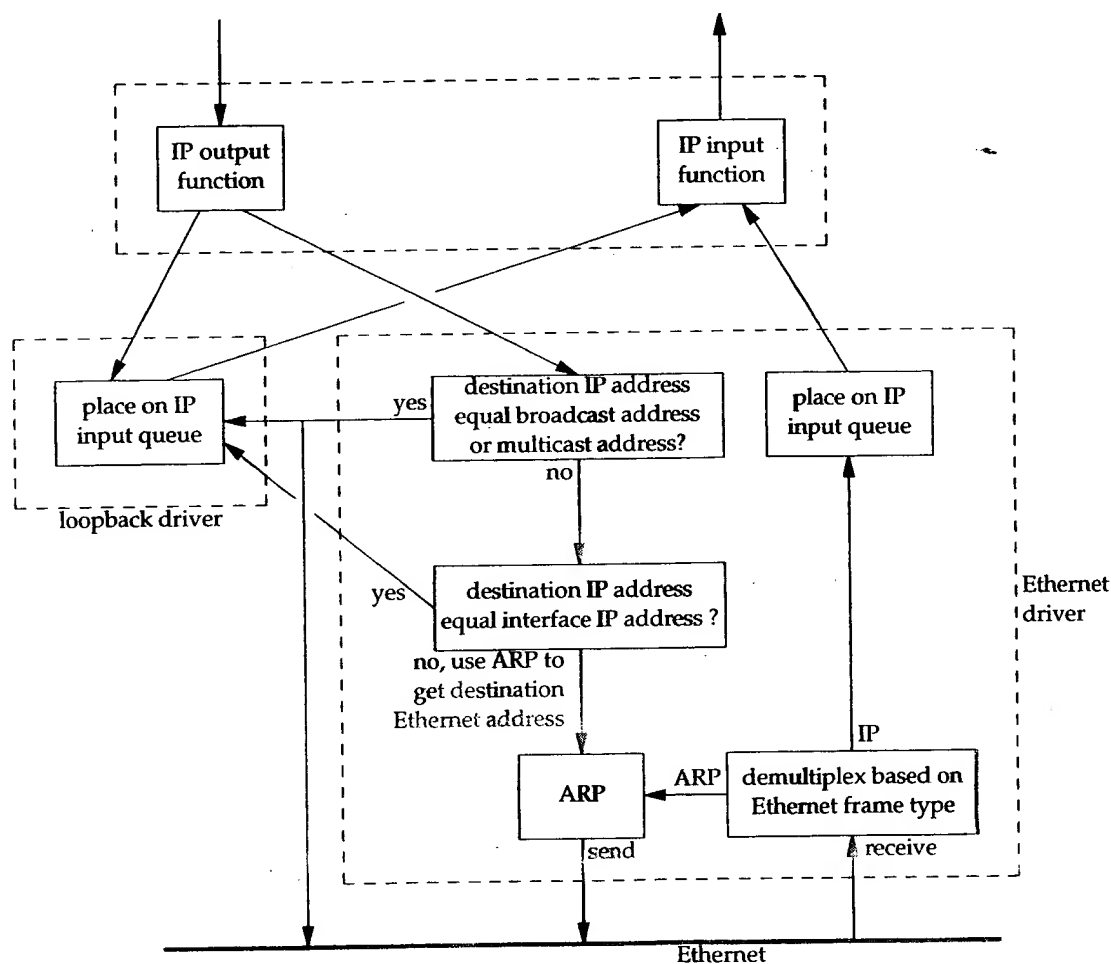 IP output
function
IP input
function
place on IP
input queue
loopback driver
yes
destination IP address
equal broadcast address
or multicast address?
no
place on IP
input queue
yes
destination IP address
equal interface IP address ?
no, use ARP to
get destination
Ethernet address
Ethernet
driver
ARP
ARP
IP
demultiplex based on
Ethernet frame type
send
receive
Ethernet